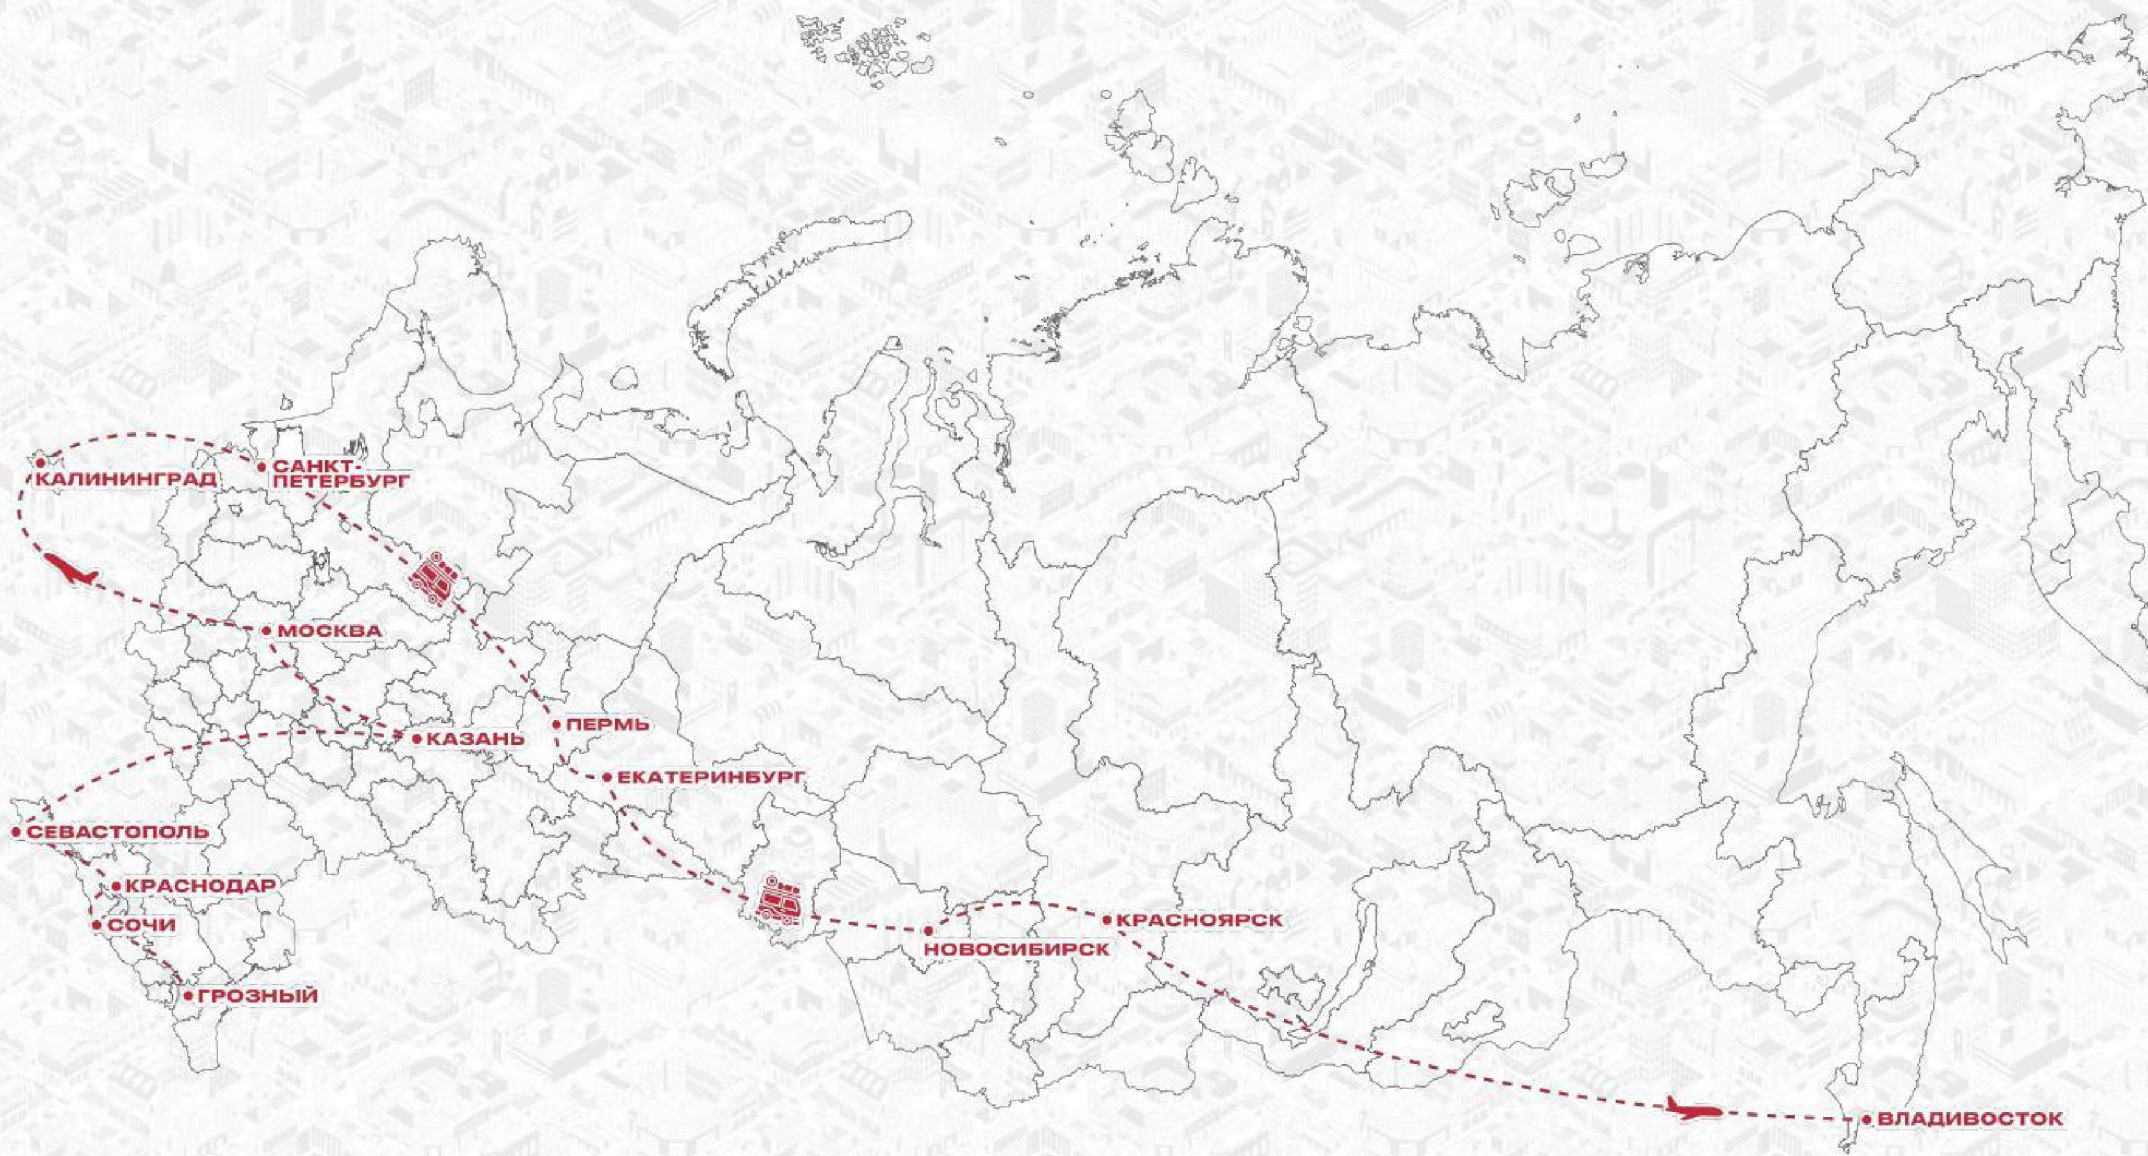 КАЛИНИНГРАД
САНКТ-
ПЕТЕРБУРГ
МОСКВА
ПЕРМЬ
КАЗАНЬ
ЕКАТЕРИНБУРГ
СЕВАСТОПОЛЬ
КРАСНОДАР
СОЧИ
КРАСНОЯРСК
НОВОСИБИРСК
ГРОЗНЫЙ
ВЛАДИВОСТОК